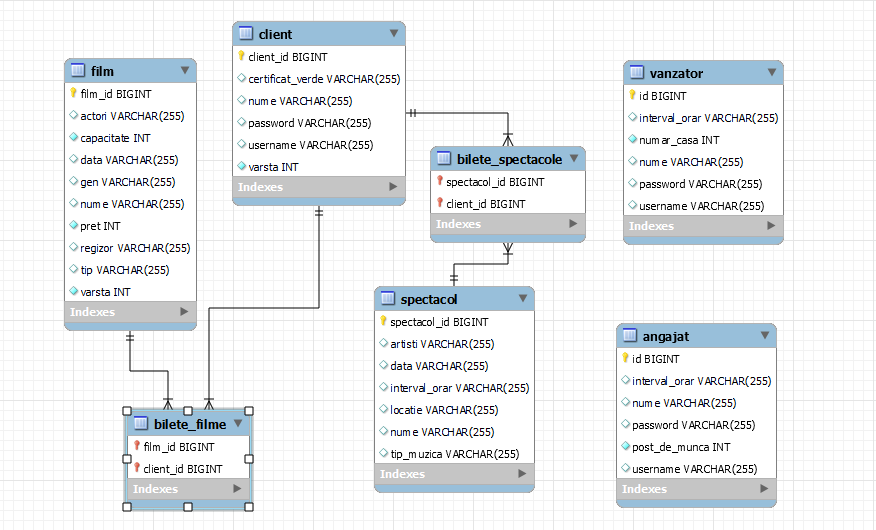 film
film_id BIGINT
actori VARCHAR(255)
capacitate INT
data VARCHAR(255)
gen VARCHAR(255)
nume VARCHAR(255)
pret INT
regizor VARCHAR(255)
tip VARCHAR(255)
varsta INT
Indexes
client
client_id BIGINT
certificat_verde VARCHAR(255)
nume VARCHAR(255)
password VARCHAR(255)
username VARCHAR(255)
varsta INT
Indexes
bilete_spectacole
spectacol_id BIGINT
client_id BIGINT
Indexes
vanzator
id BIGINT
interval_orar VARCHAR(255)
numar_casa INT
nume VARCHAR(255)
password VARCHAR(255)
username VARCHAR(255)
Indexes
bilete_filme
film_id BIGINT
client_id BIGINT
Indexes
spectacol
spectacol_id BIGINT
artisti VARCHAR(255)
data VARCHAR(255)
interval_orar VARCHAR(255)
locatie VARCHAR(255)
nume VARCHAR(255)
tip_muzica VARCHAR(255)
Indexes
angajat
id BIGINT
interval_orar VARCHAR(255)
nume VARCHAR(255)
password VARCHAR(255)
post_de_munca INT
username VARCHAR(255)
Indexes